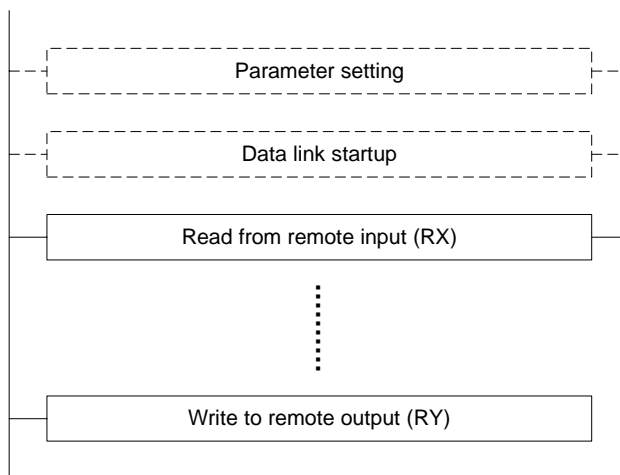 Parameter setting
Data link startup
Read from remote input (RX)
Write to remote output (RY)